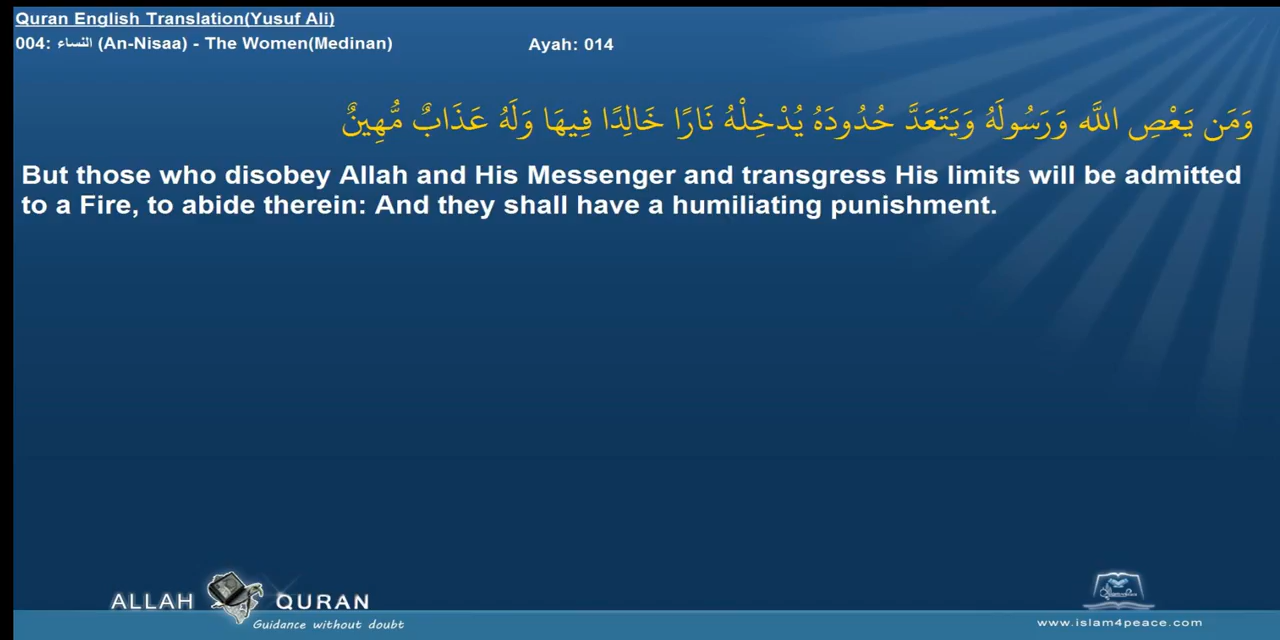 Quran English Translation(Yusuf Ali)
004: النساء (An-Nisaa) - The Women(Medinan) Ayah: 014
وَمَن يَعْصِ اللَّه وَرَسُولَهُ وَيَتَعَدَّ حُدُودَهُ يُدْخِلْهُ نَارًا خَالِدًا فِيهَا وَلَهُ عَذَابٌ مُّهِينٌ
But those who disobey Allah and His Messenger and transgress His limits will be admitted
to a Fire, to abide therein: And they shall have a humiliating punishment.
ALLAH QURAN
Guidance without doubt
www.islam4peace.com